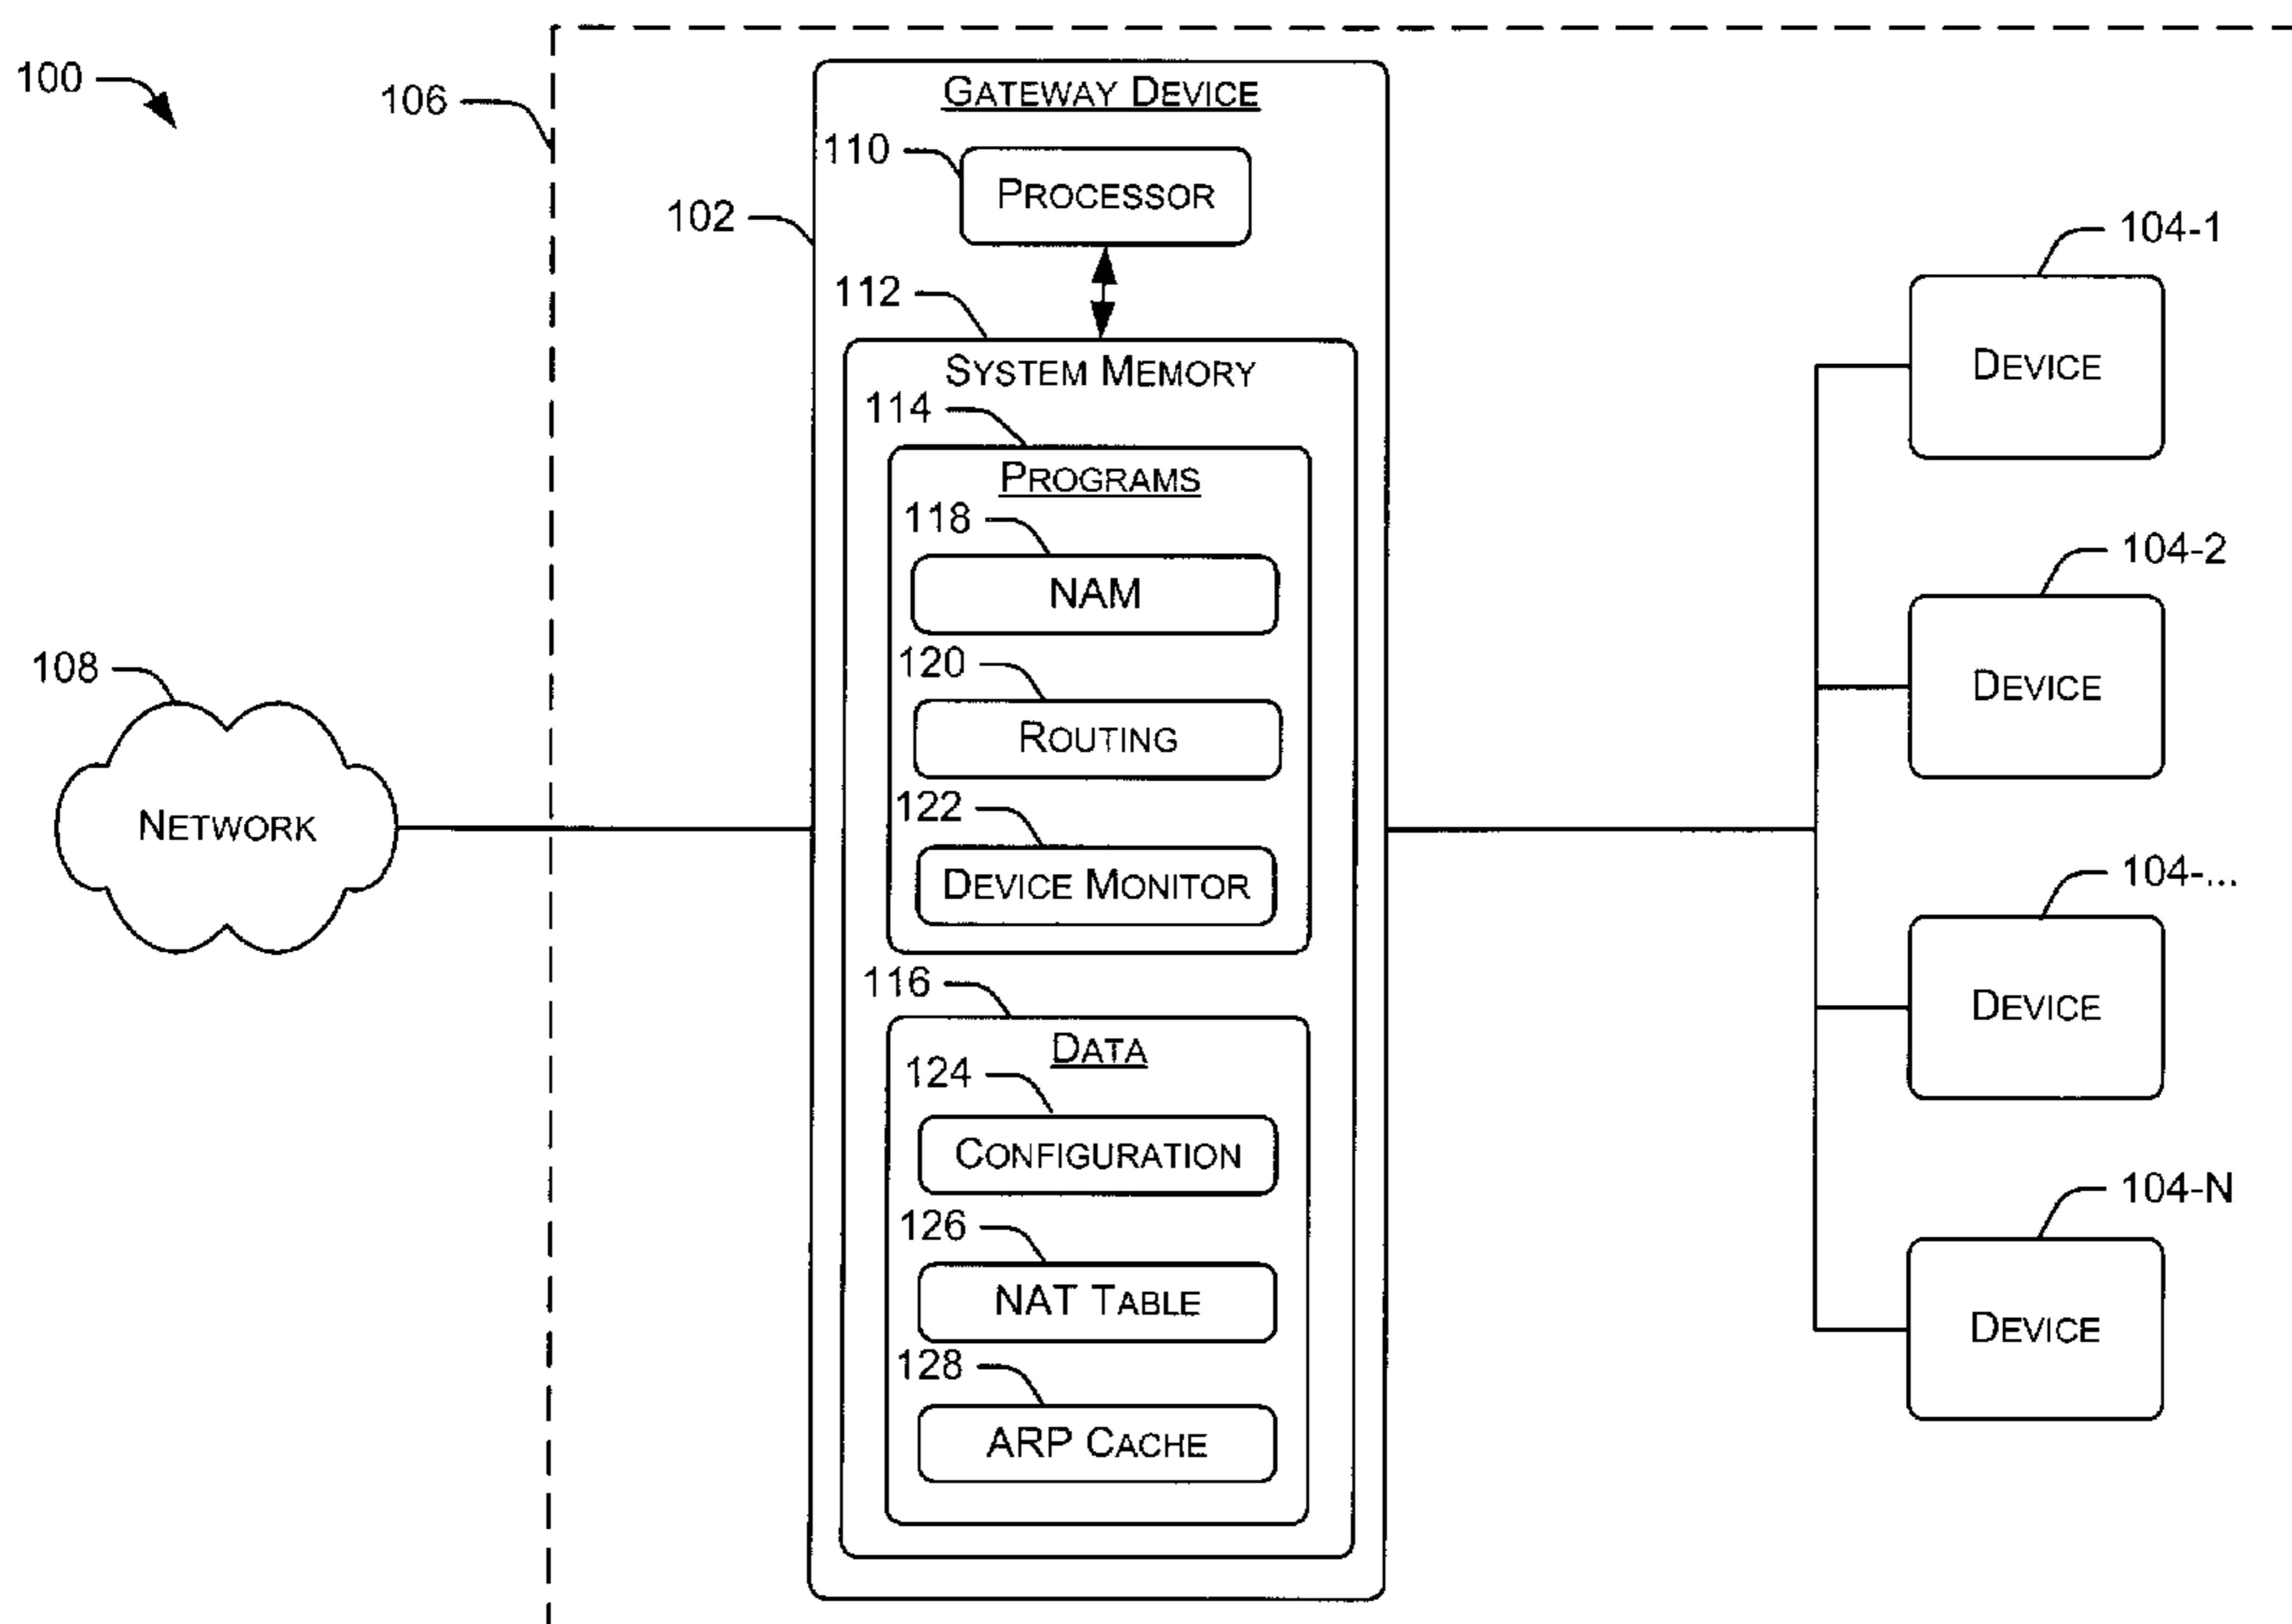 100
106
GATEWAY DEVICE
110
PROCESSOR
102
112
SYSTEM MEMORY
114
PROGRAMS
118
NAM
120
ROUTING
122
DEVICE MONITOR
116
DATA
124
CONFIGURATION
126
NAT TABLE
128
ARP CACHE
108
NETWORK
104-1
DEVICE
104-2
DEVICE
104-...
DEVICE
104-N
DEVICE